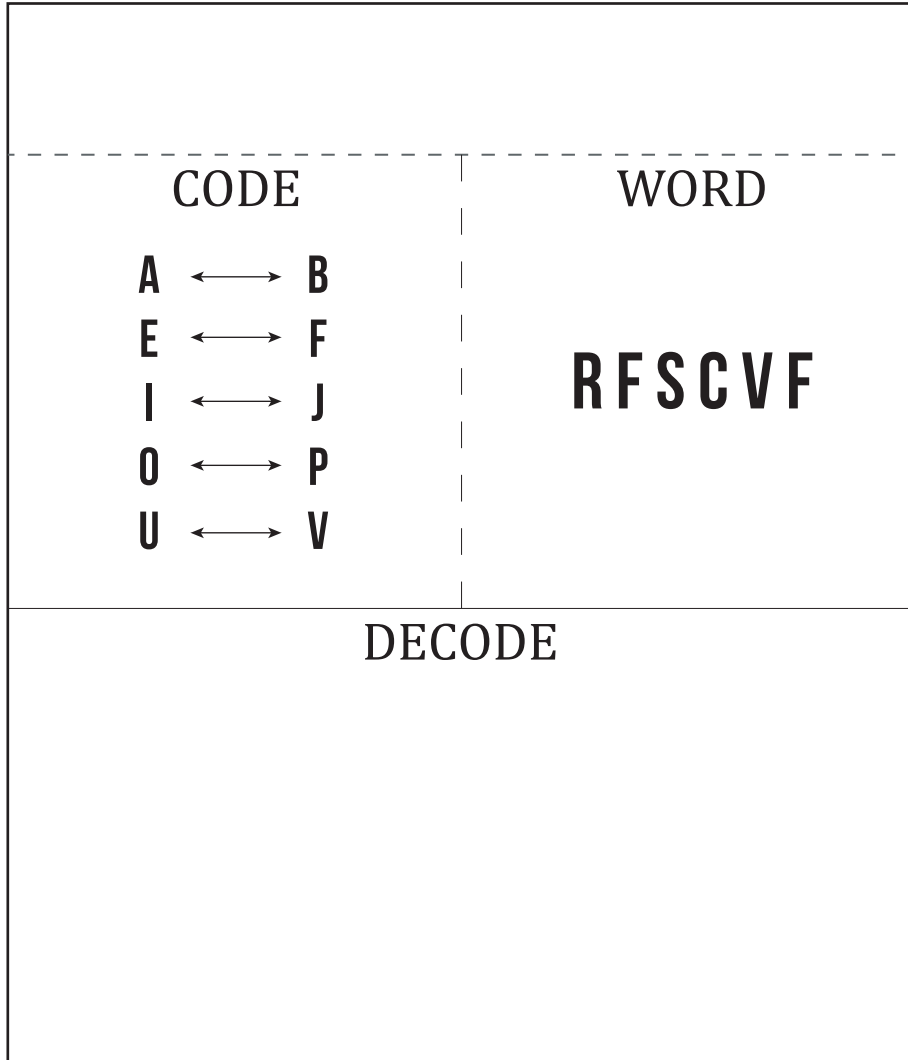 CODE
WORD
A ↔ B
E ↔ F
I ↔ J
O ↔ P
U ↔ V
RFSCVF
DECODE